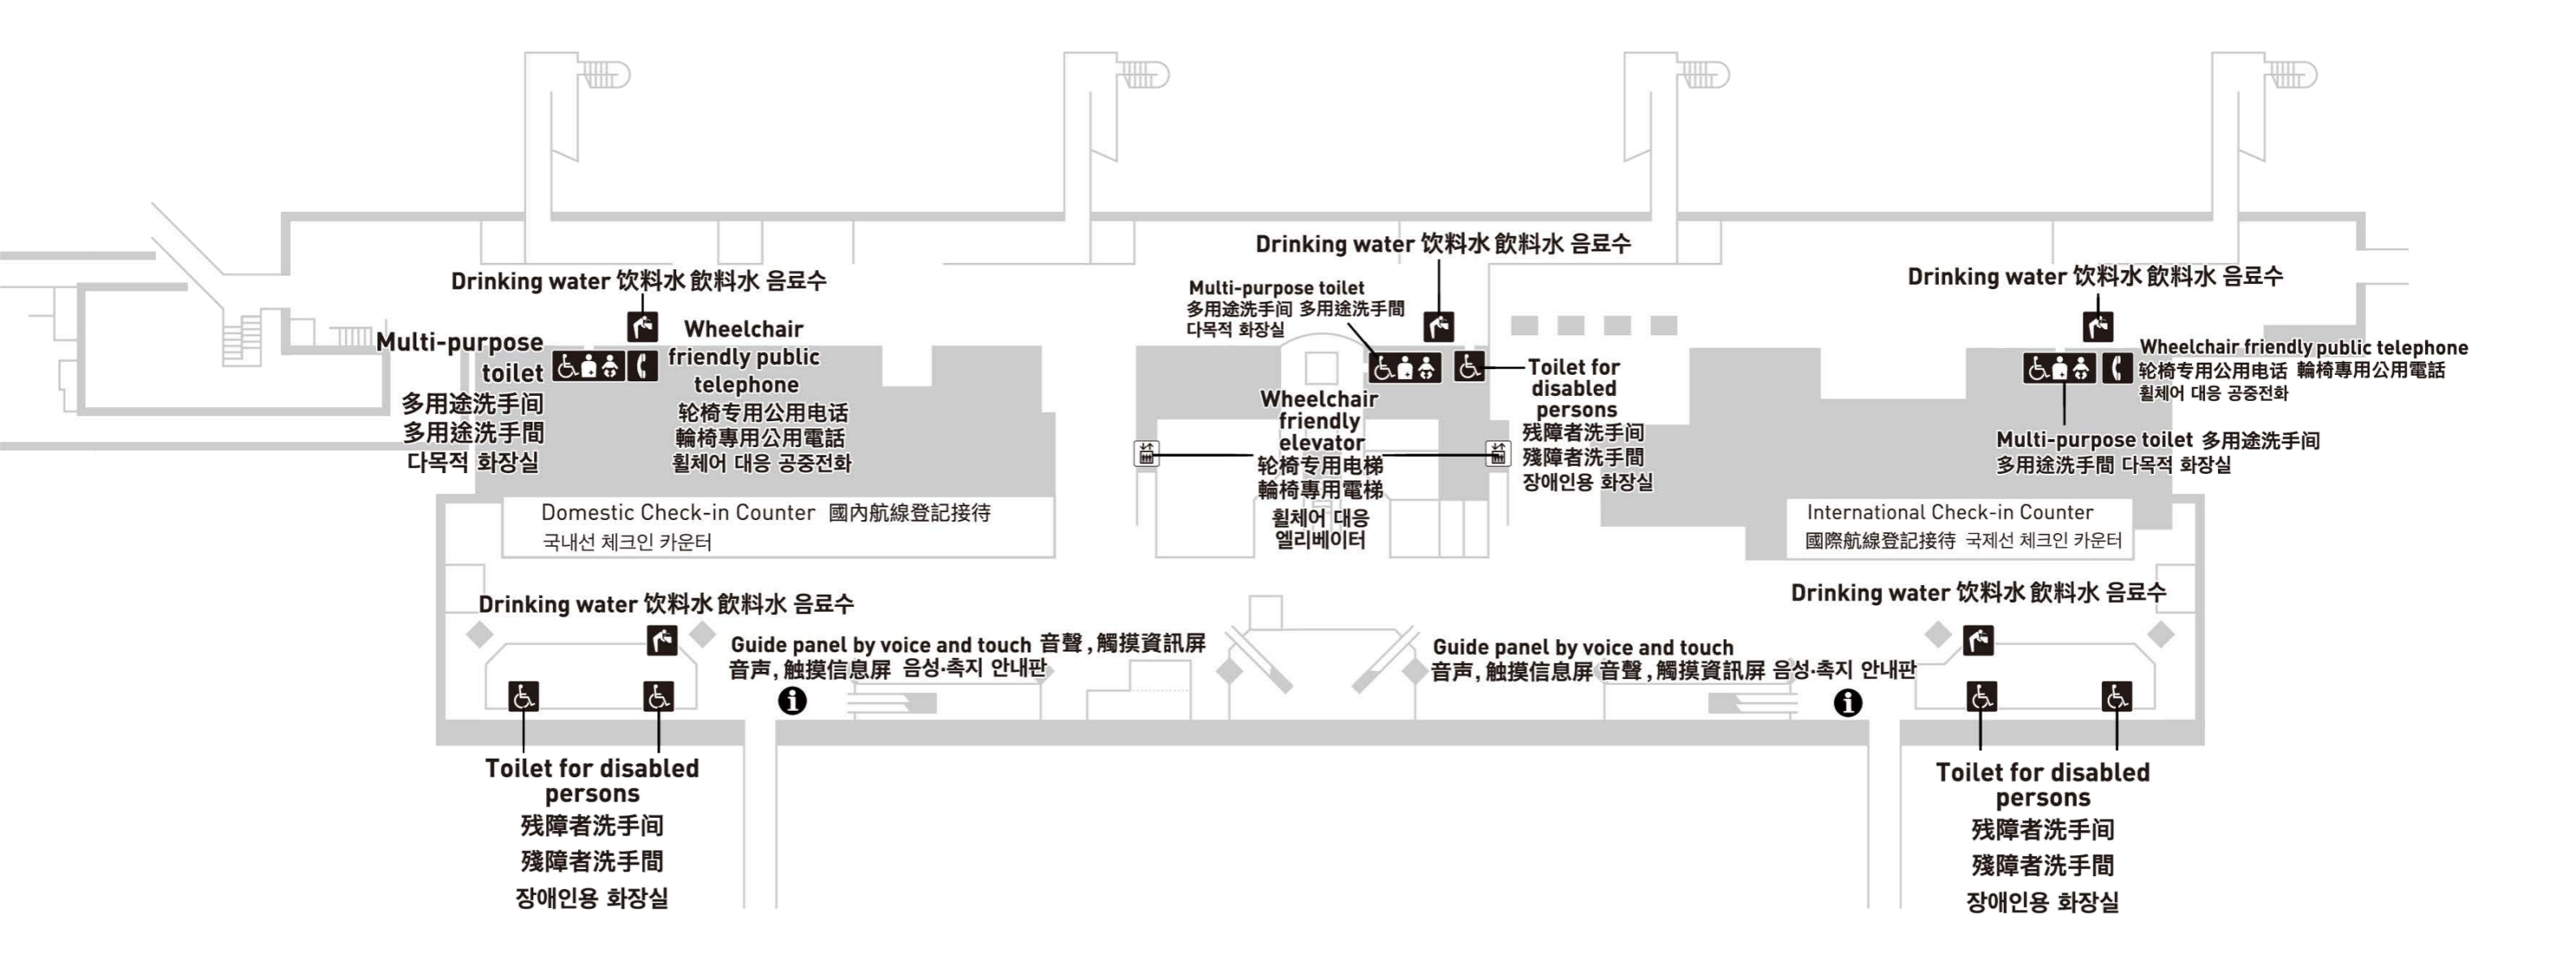 Drinking water 饮料水 飲料水 음료수
Drinking water 饮料水 飲料水 음료수
Drinking water 饮料水 飲料水 음료수
Multi-purpose
toilet
多用途洗手间
多用途洗手間
다목적 화장실
Wheelchair
friendly public
telephone
轮椅专用公用电话
輪椅專用公用電話
휠체어 대응 공중전화
Multi-purpose toilet
多用途洗手间 多用途洗手間
다목적 화장실
Wheelchair
friendly
elevator
轮椅专用电梯
輪椅專用電梯
휠체어 대응
엘리베이터
Toilet for
disabled
persons
残障者洗手间
殘障者洗手間
장애인용 화장실
Wheelchair friendly public telephone
轮椅专用公用电话 輪椅專用公用電話
휠체어 대응 공중전화
Multi-purpose toilet 多用途洗手间
多用途洗手間 다목적 화장실
Domestic Check-in Counter 國內航線登記接待
국내선 체크인 카운터
International Check-in Counter
國際航線登記接待 국제선 체크인 카운터
Drinking water 饮料水 飲料水 음료수
Guide panel by voice and touch 音聲,觸摸資訊屏
音声,触摸信息屏 음성·촉지 안내판
Guide panel by voice and touch
音声,触摸信息屏 音聲,觸摸資訊屏 음성·촉지 안내판
Drinking water 饮料水 飲料水 음료수
Toilet for disabled
persons
残障者洗手间
殘障者洗手間
장애인용 화장실
Toilet for disabled
persons
残障者洗手间
殘障者洗手間
장애인용 화장실